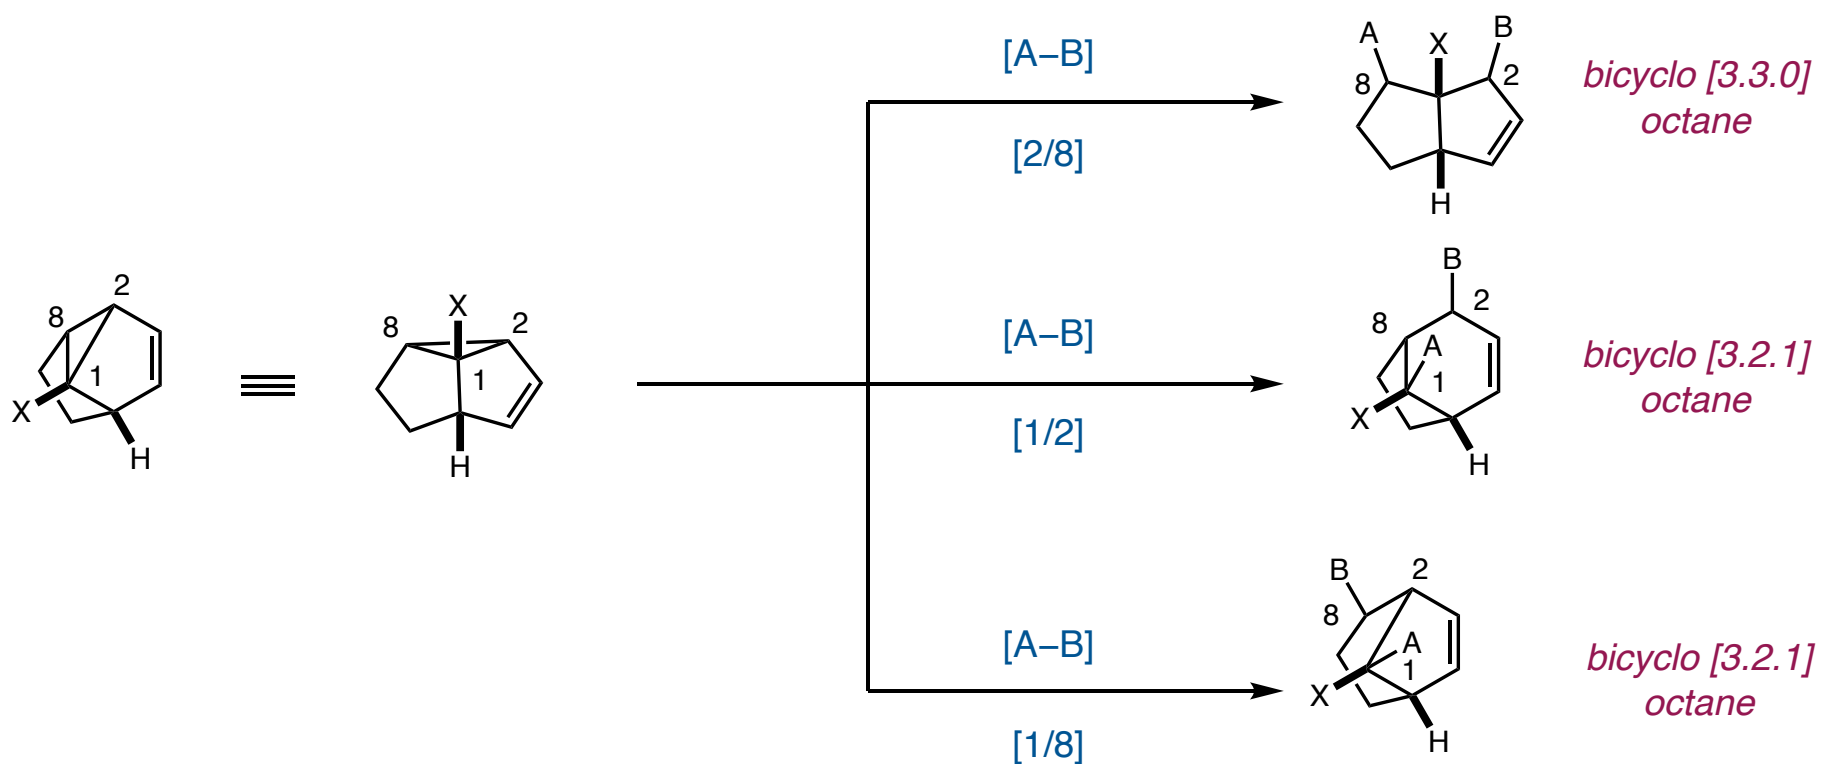 2
8
1
X
H
X
8
2
1
H
[A–B]
[2/8]
A
X
B
8
2
H
bicyclo [3.3.0]
octane
[A–B]
[1/2]
B
2
8
A
1
X
H
bicyclo [3.2.1]
octane
[A–B]
[1/8]
B
2
8
A
1
X
H
bicyclo [3.2.1]
octane